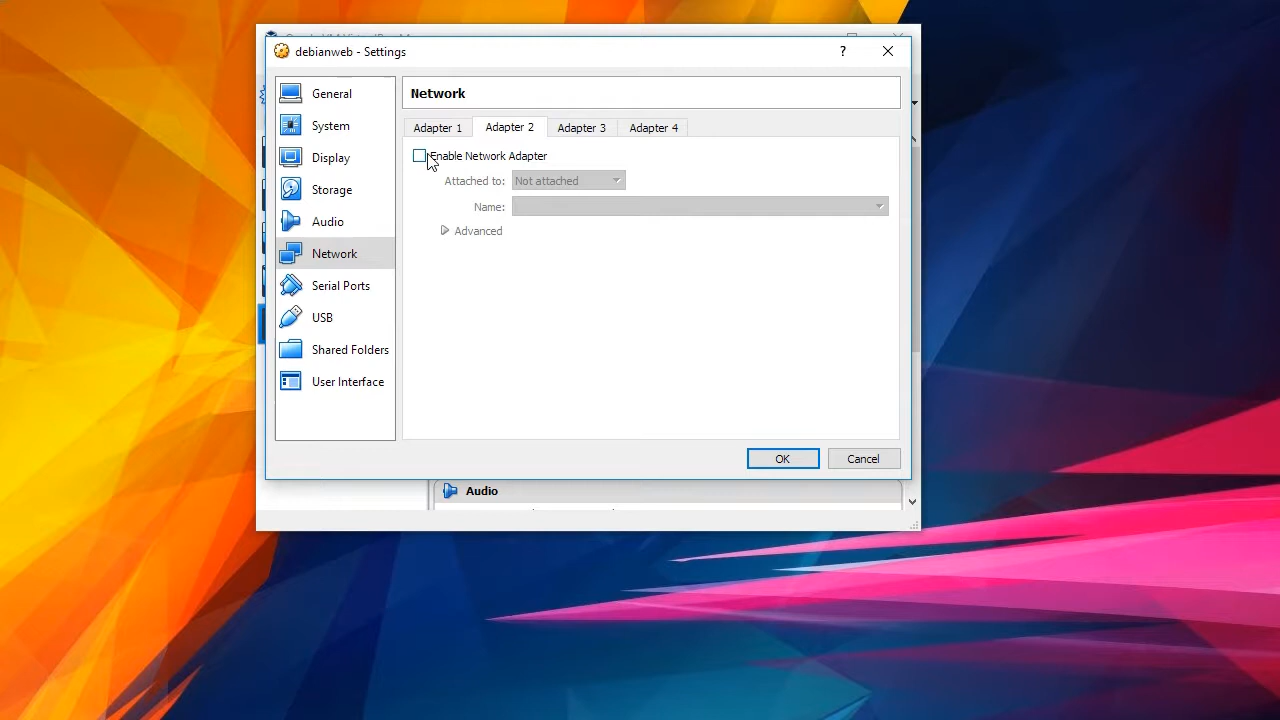 debianweb - Settings
?
General
System
Display
Storage
Audio
Network
Serial Ports
USB
Shared Folders
User Interface
Network
Adapter 1
Adapter 2
Adapter 3
Adapter 4
Enable Network Adapter
Attached to:
Not attached
Name:
Advanced
OK
Cancel
Audio